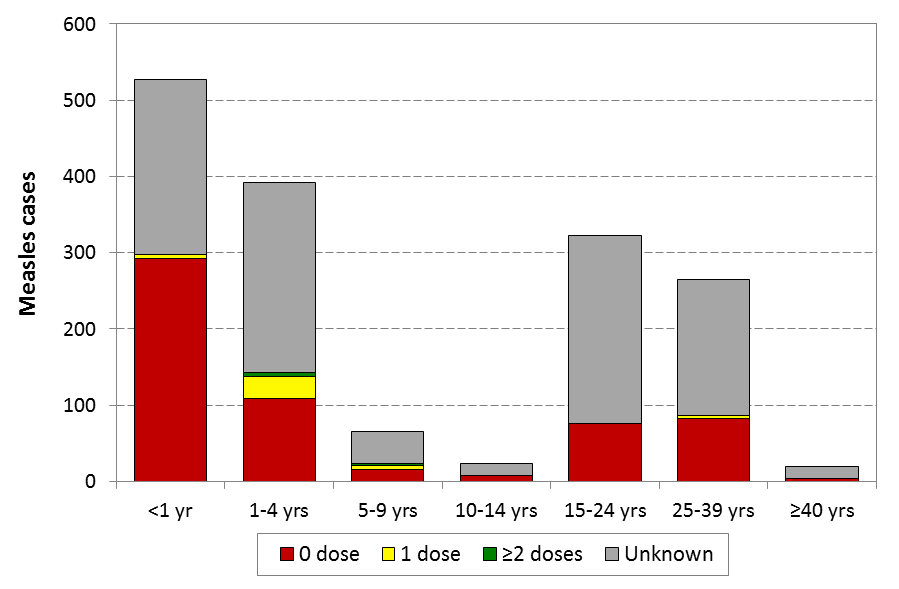 600
500
400
300
200
100
0
Measles cases
<1 yr 1-4 yrs 5-9 yrs 10-14 yrs 15-24 yrs 25-39 yrs ≥40 yrs
0 dose 1 dose ≥2 doses Unknown